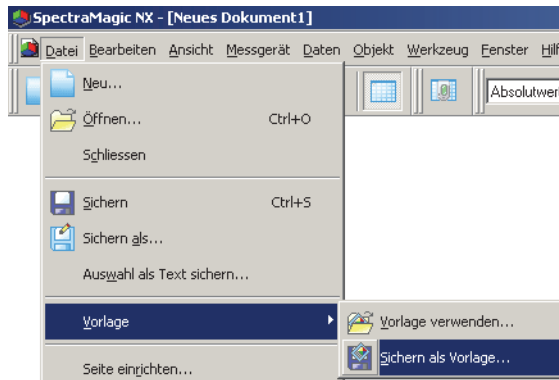 SpectraMagic NX - [Neues Dokument1]
Datei Bearbeiten Ansicht Messgerät Daten Objekt Werkzeug Fenster
Neu...
Absolutwer
Öffnen... Ctrl+O
Schliessen
Sichern Ctrl+S
Sichern als...
Auswahl als Text sichern...
Vorlage
Vorlage verwenden...
Sichern als Vorlage...
Seite einrichten...